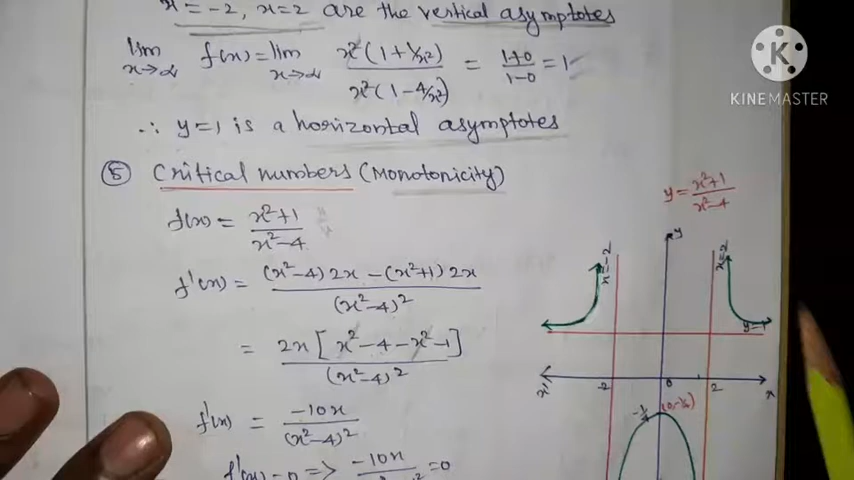 x = -2, x=2 are the vertical asymptotes
lim x→∞ f(x) = lim x→∞ x²(1+1/x²) / x²(1-4/x²) = 1+0 / 1-0 = 1
∴ y=1 is a horizontal asymptotes
⑤ Critical numbers (Monotonicity)
f(x) = x²+1 / x²-4
f'(x) = (x²-4)2x - (x²+1)2x / (x²-4)²
= 2x[x²-4-x²-1] / (x²-4)²
f'(x) = -10x / (x²-4)²
f'(x)=0 => -10x =0
K
KINEMASTER
y = x²+1 / x²-4
y
x=-2
x=2
y=1
x'
-2
0
2
x
-1/4
(0,-1/4)